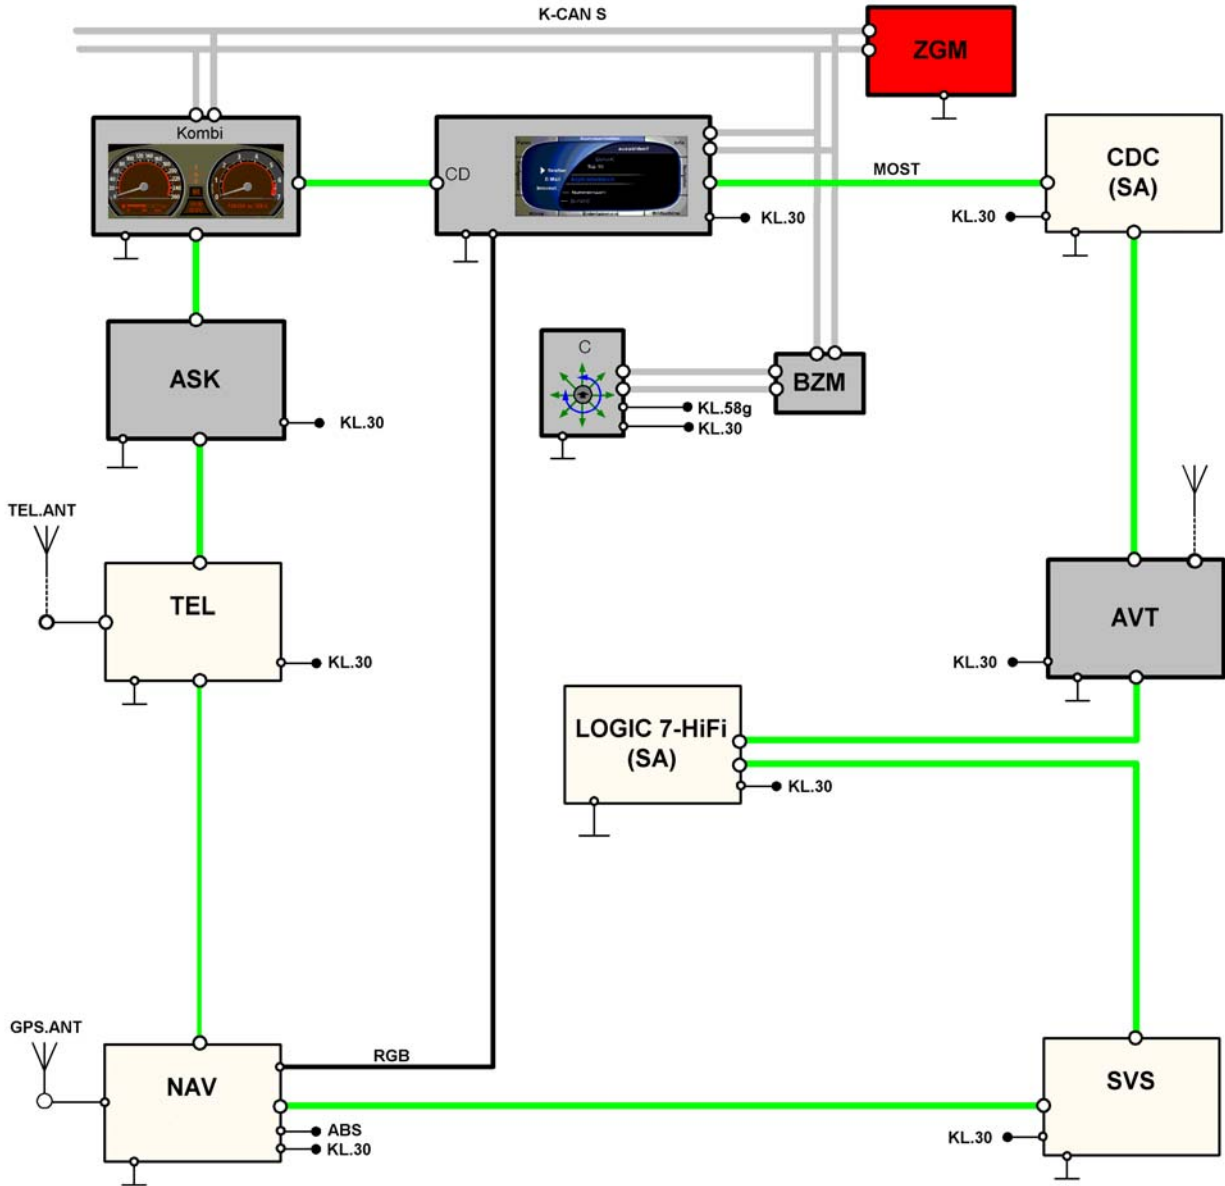 K-CAN S
ZGM
Kombi
CD
MOST
CDC
(SA)
KL.30
KL.30
ASK
KL.30
C
BZM
KL.58g
KL.30
TEL.ANT
TEL
KL.30
AVT
KL.30
LOGIC 7-HiFi
(SA)
KL.30
GPS.ANT
NAV
RGB
ABS
KL.30
SVS
KL.30